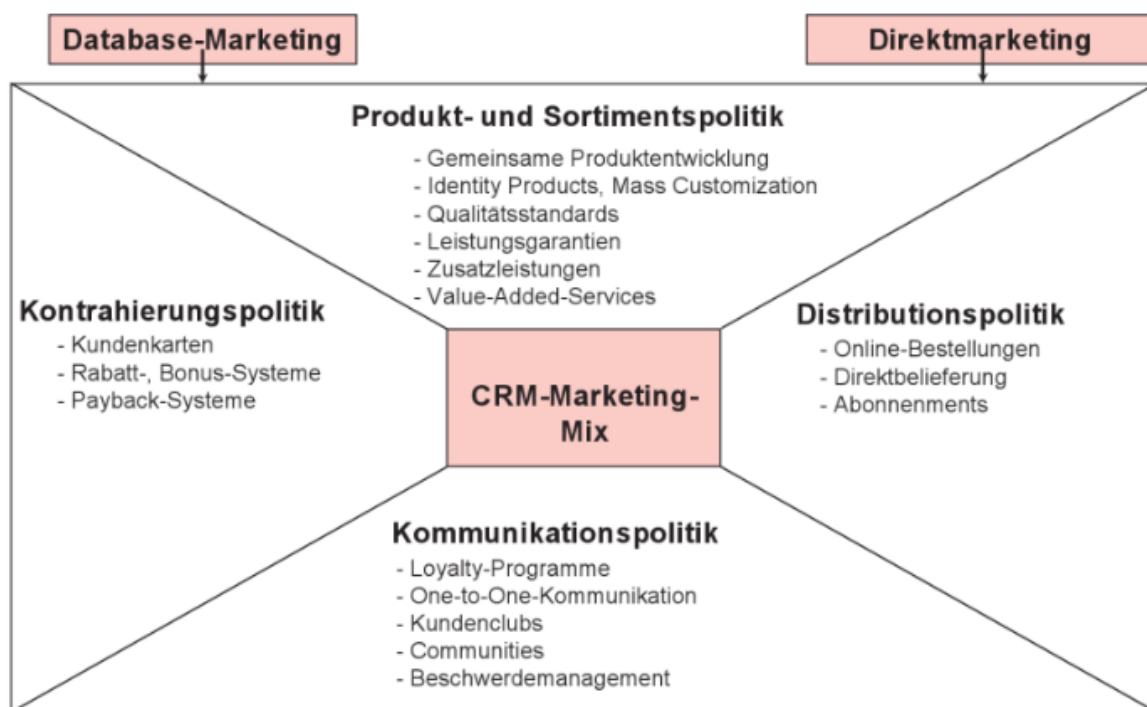 Database-Marketing
Direktmarketing
Produkt- und Sortimentspolitik
- Gemeinsame Produktentwicklung
- Identity Products, Mass Customization
- Qualitätsstandards
- Leistungsgarantien
- Zusatzleistungen
- Value-Added-Services
Kontrahierungspolitik
- Kundenkarten
- Rabatt-, Bonus-Systeme
- Payback-Systeme
CRM-Marketing-
Mix
Distributionspolitik
- Online-Bestellungen
- Direktbelieferung
- Abonnenments
Kommunikationspolitik
- Loyalty-Programme
- One-to-One-Kommunikation
- Kundenclubs
- Communities
- Beschwerdemanagement